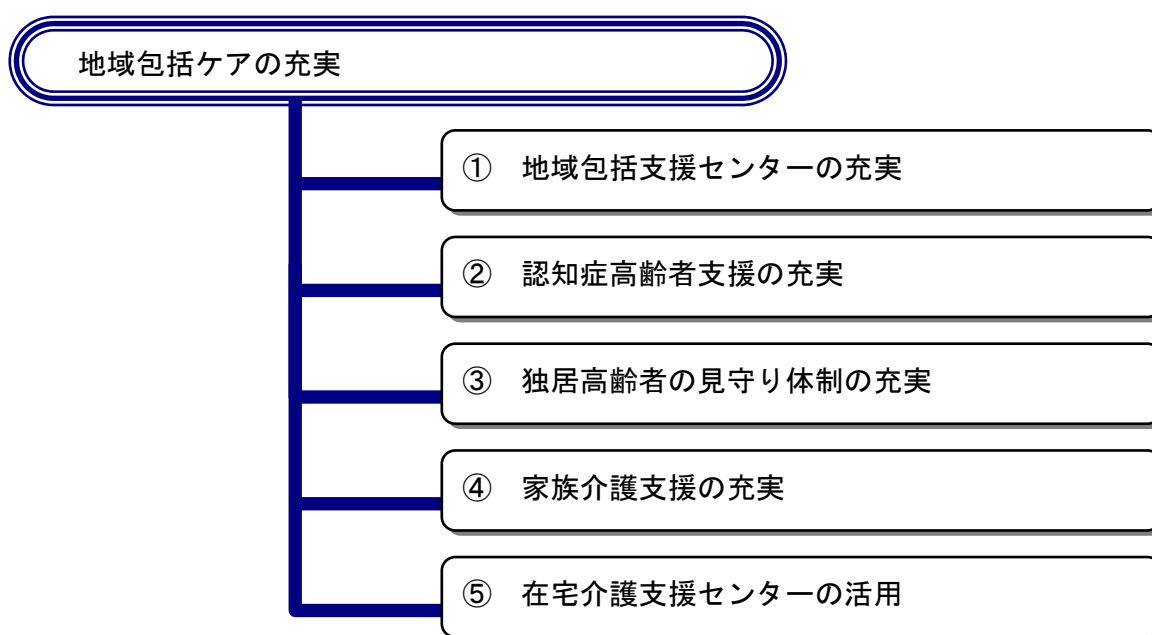 地域包括ケアの充実
① 地域包括支援センターの充実
② 認知症高齢者支援の充実
③ 独居高齢者の見守り体制の充実
④ 家族介護支援の充実
⑤ 在宅介護支援センターの活用